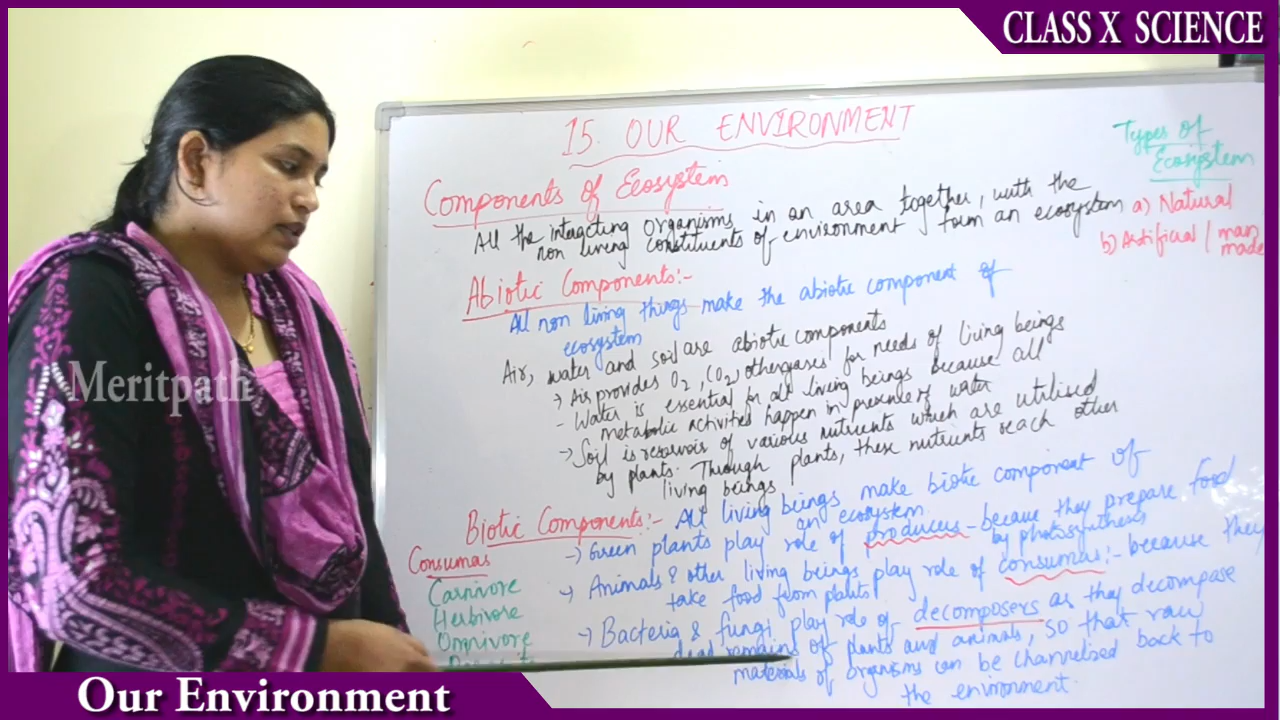 CLASS X SCIENCE
15. OUR ENVIRONMENT
Types of
Ecosystem
a) Natural
b) Artificial / man
made
Components of Ecosystem
All the interacting organisms in an area together, with the
non living constituents of environment form an ecosystem
Abiotic Components:-
All non living things make the abiotic component of
ecosystem
Air, water and soil are abiotic components
→ Air provides O2, CO2, other gases for needs of living beings
- Water is essential for all living beings because all
metabolic activities happen in presence of water
→ Soil is reservoir of various nutrients which are utilised
by plants. Through plants, these nutrients reach other
living beings
Biotic Components:- All living beings make biotic component of
an ecosystem.
→ Green plants play role of producers - because they prepare food
by photosynthesis
→ Animals & other living beings play role of consumas:- because they
take food from plants
→ Bacteria & fungi play role of decomposers as they decompase
dead remains of plants and animals, so that raw
materials of organisms can be channelised back to
the environment.
Consumas
Carnivore
Herbivore
Omnivore
Meritpath
Our Environment